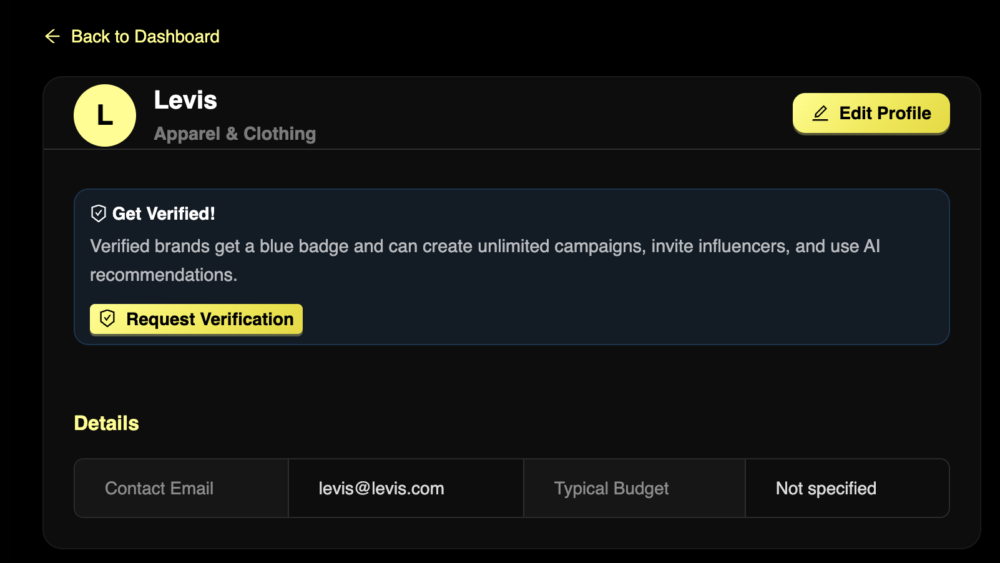 Back to Dashboard
L
Levis
Apparel & Clothing
Edit Profile
Get Verified!
Verified brands get a blue badge and can create unlimited campaigns, invite influencers, and use AI
recommendations.
Request Verification
Details
Contact Email
levis@levis.com
Typical Budget
Not specified